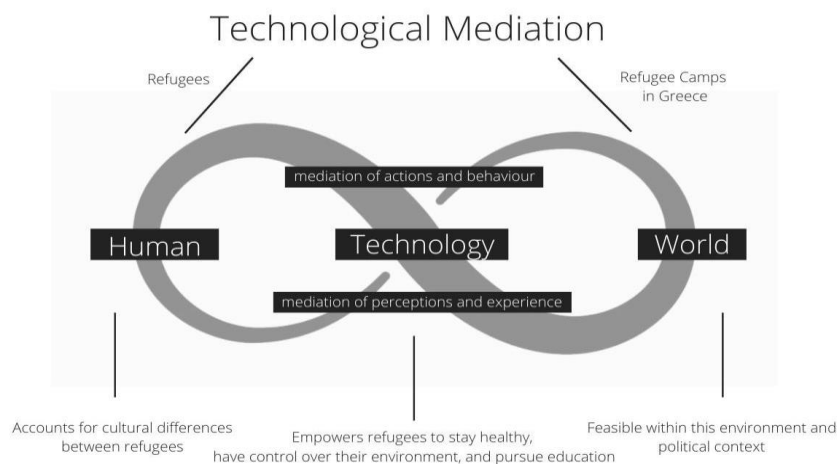 Technological Mediation
Refugees
Refugee Camps
in Greece
mediation of actions and behaviour
Human
Technology
World
mediation of perceptions and experience
Accounts for cultural differences
between refugees
Empowers refugees to stay healthy,
have control over their environment, and pursue education
Feasible within this environment and
political context